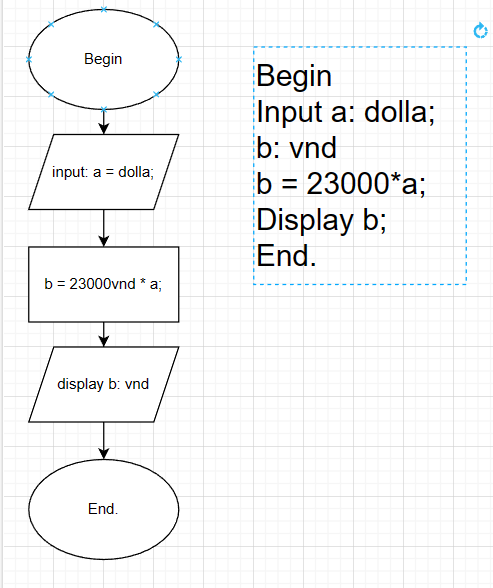 Begin
input: a = dolla;
b = 23000vnd * a;
display b: vnd
End.
Begin
Input a: dolla;
b: vnd
b = 23000*a;
Display b;
End.